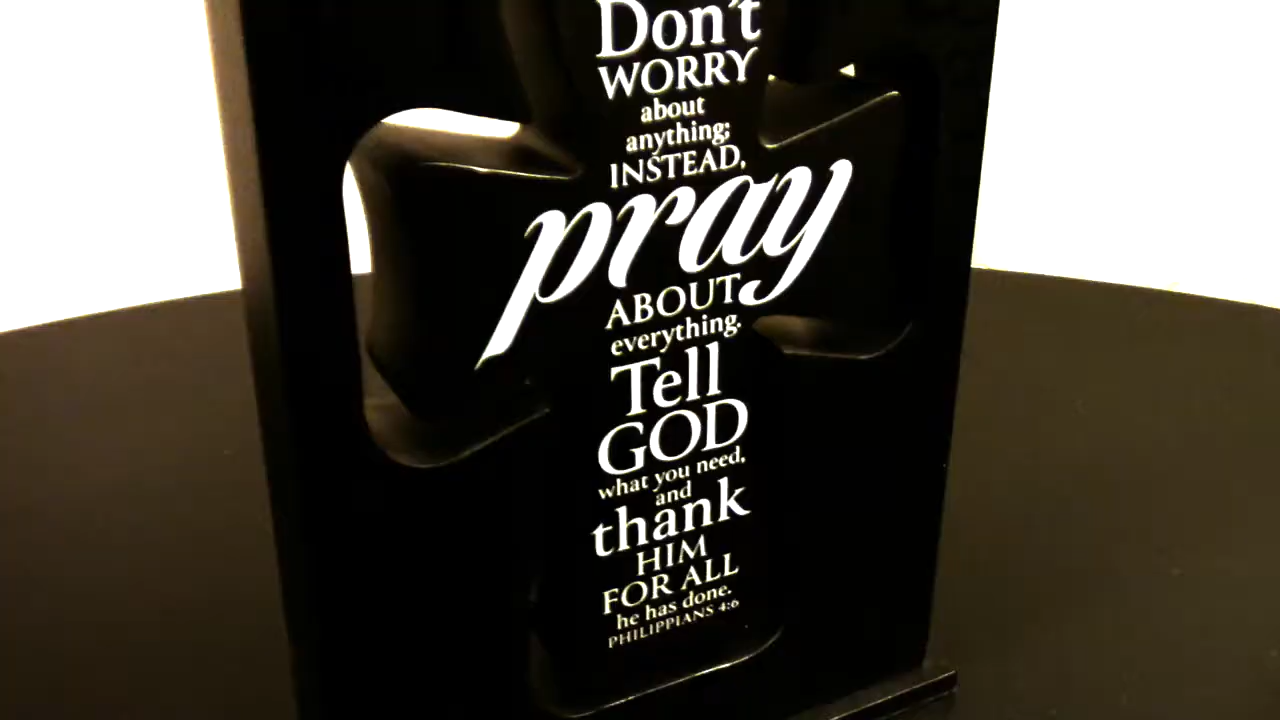 Don't
WORRY
about
anything;
INSTEAD,
pray
ABOUT
everything.
Tell
GOD
what you need,
and
thank
HIM
FOR ALL
he has done.
PHILIPPIANS 4:6